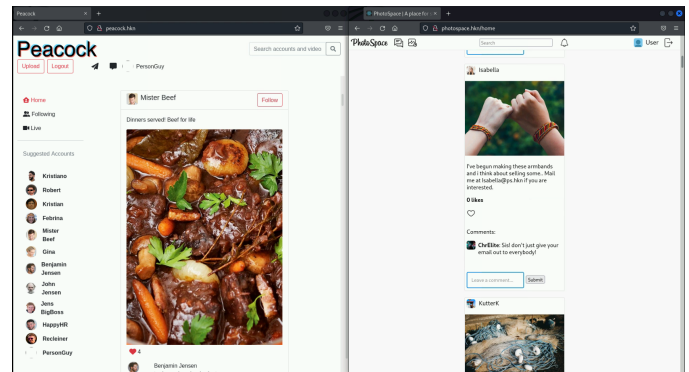 Peacock
peacock.hkn
Peacock
Search accounts and video
Upload
Logout
PersonGuy
Home
Following
Live
Suggested Accounts
Kristiano
Robert
Kristian
Febrina
Mister
Beef
Gina
Benjamin
Jensen
John
Jensen
Jens
BigBoss
HappyHR
Recleiner
PersonGuy
Mister Beef
Follow
Dinners served! Beef for life
4
Benjamin Jensen
PhotoSpace | A place for
photospace.hkn/#home
PhotoSpace
Search
User
Isabella
I've begun making these armbands
and i think about selling some.. Mail
me at Isabella@ps.hkn if you are
interested.
0 likes
Comments:
ChrElite: Sis! don't just give your
email out to everybody!
Leave a comment...
Submit
KutterK